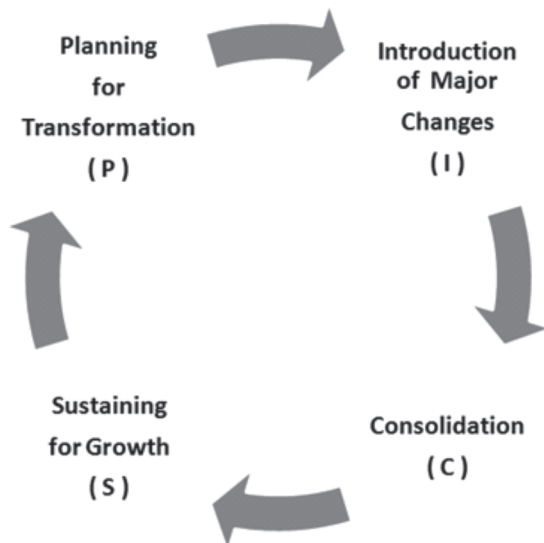 Planning
for
Transformation
( P )
Introduction
of Major
Changes
( I )
Consolidation
( C )
Sustaining
for Growth
( S )